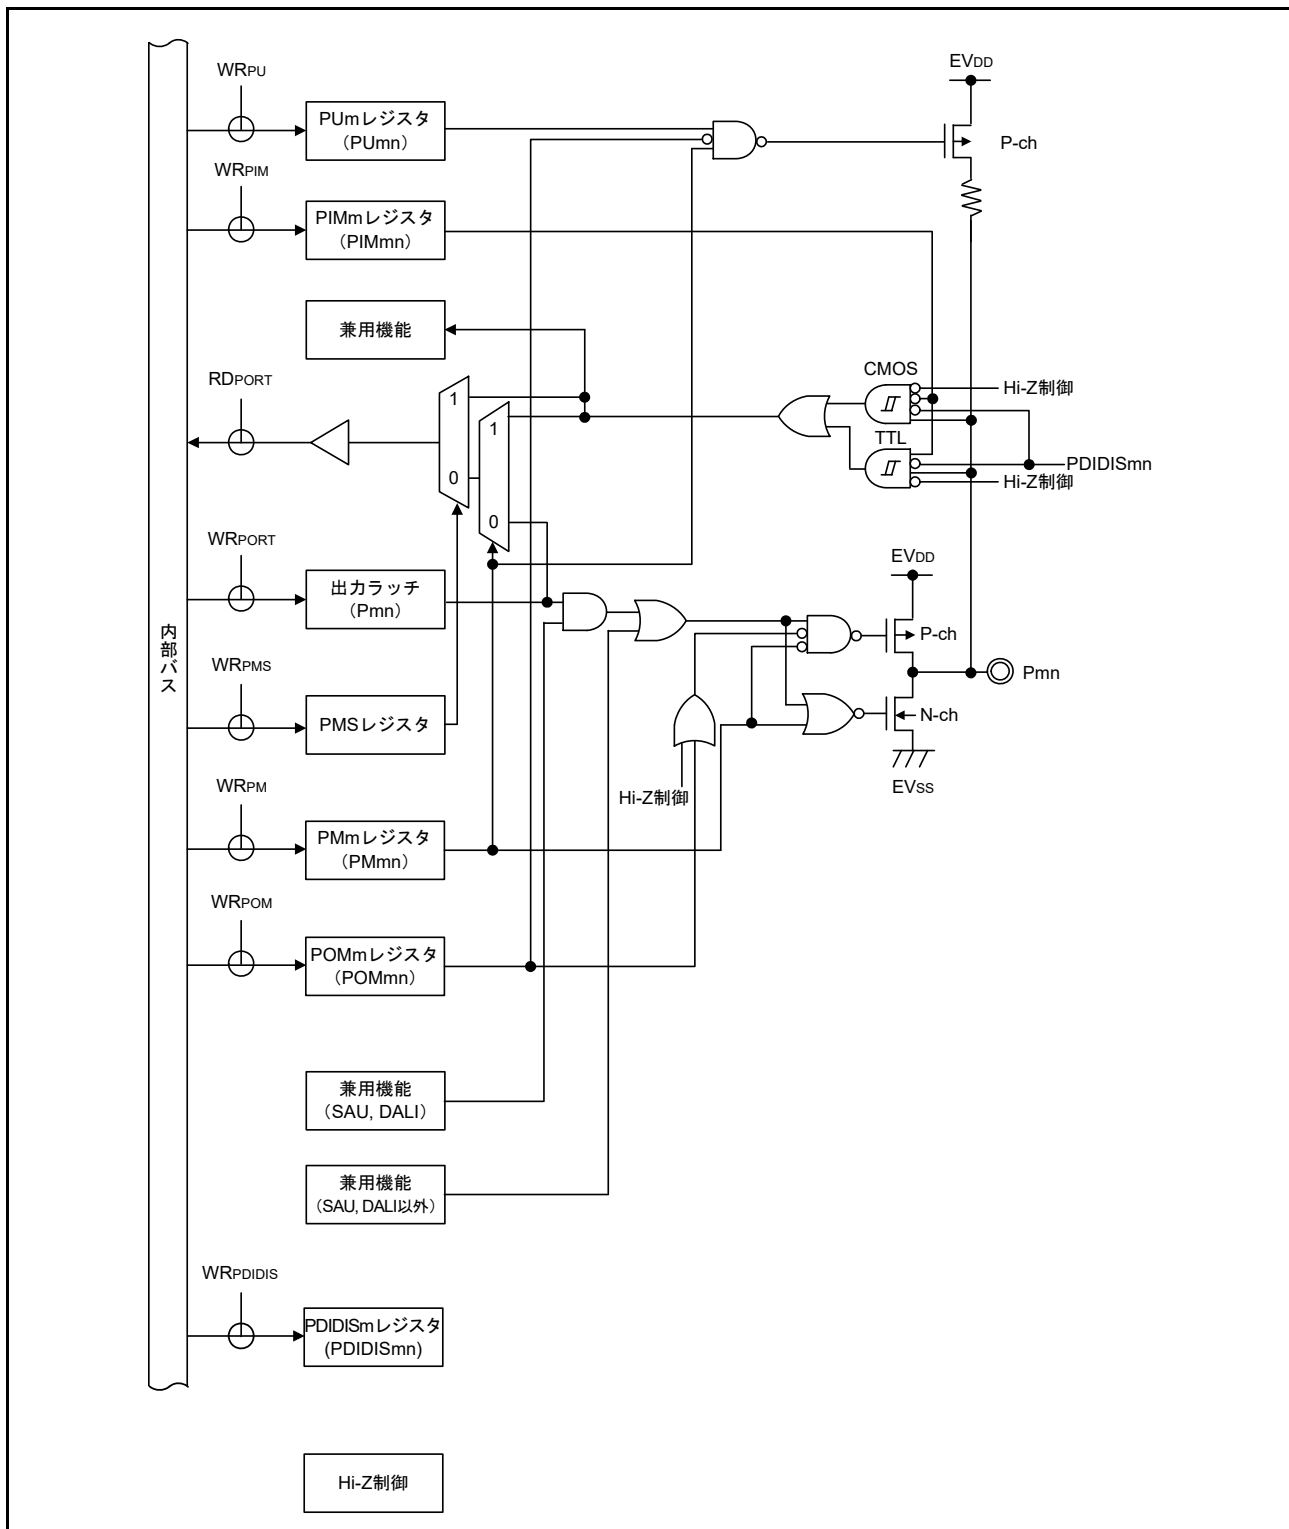 WRPU
PUmレジスタ
（PUmn）
EVDD
P-ch
WRPIM
PIMmレジスタ
（PIMmn）
兼用機能
RDPORT
1
0
1
0
CMOS
Hi-Z制御
TTL
PDIDISmn
Hi-Z制御
WRPORT
出力ラッチ
（Pmn）
EVDD
P-ch
Pmn
N-ch
EVSS
内部バス
WRPMS
PMSレジスタ
Hi-Z制御
WRPM
PMmレジスタ
（PMmn）
WRPOM
POMmレジスタ
（POMmn）
兼用機能
（SAU, DALI）
兼用機能
（SAU, DALI以外）
WRPDIDIS
PDIDISmレジスタ
(PDIDISmn)
Hi-Z制御